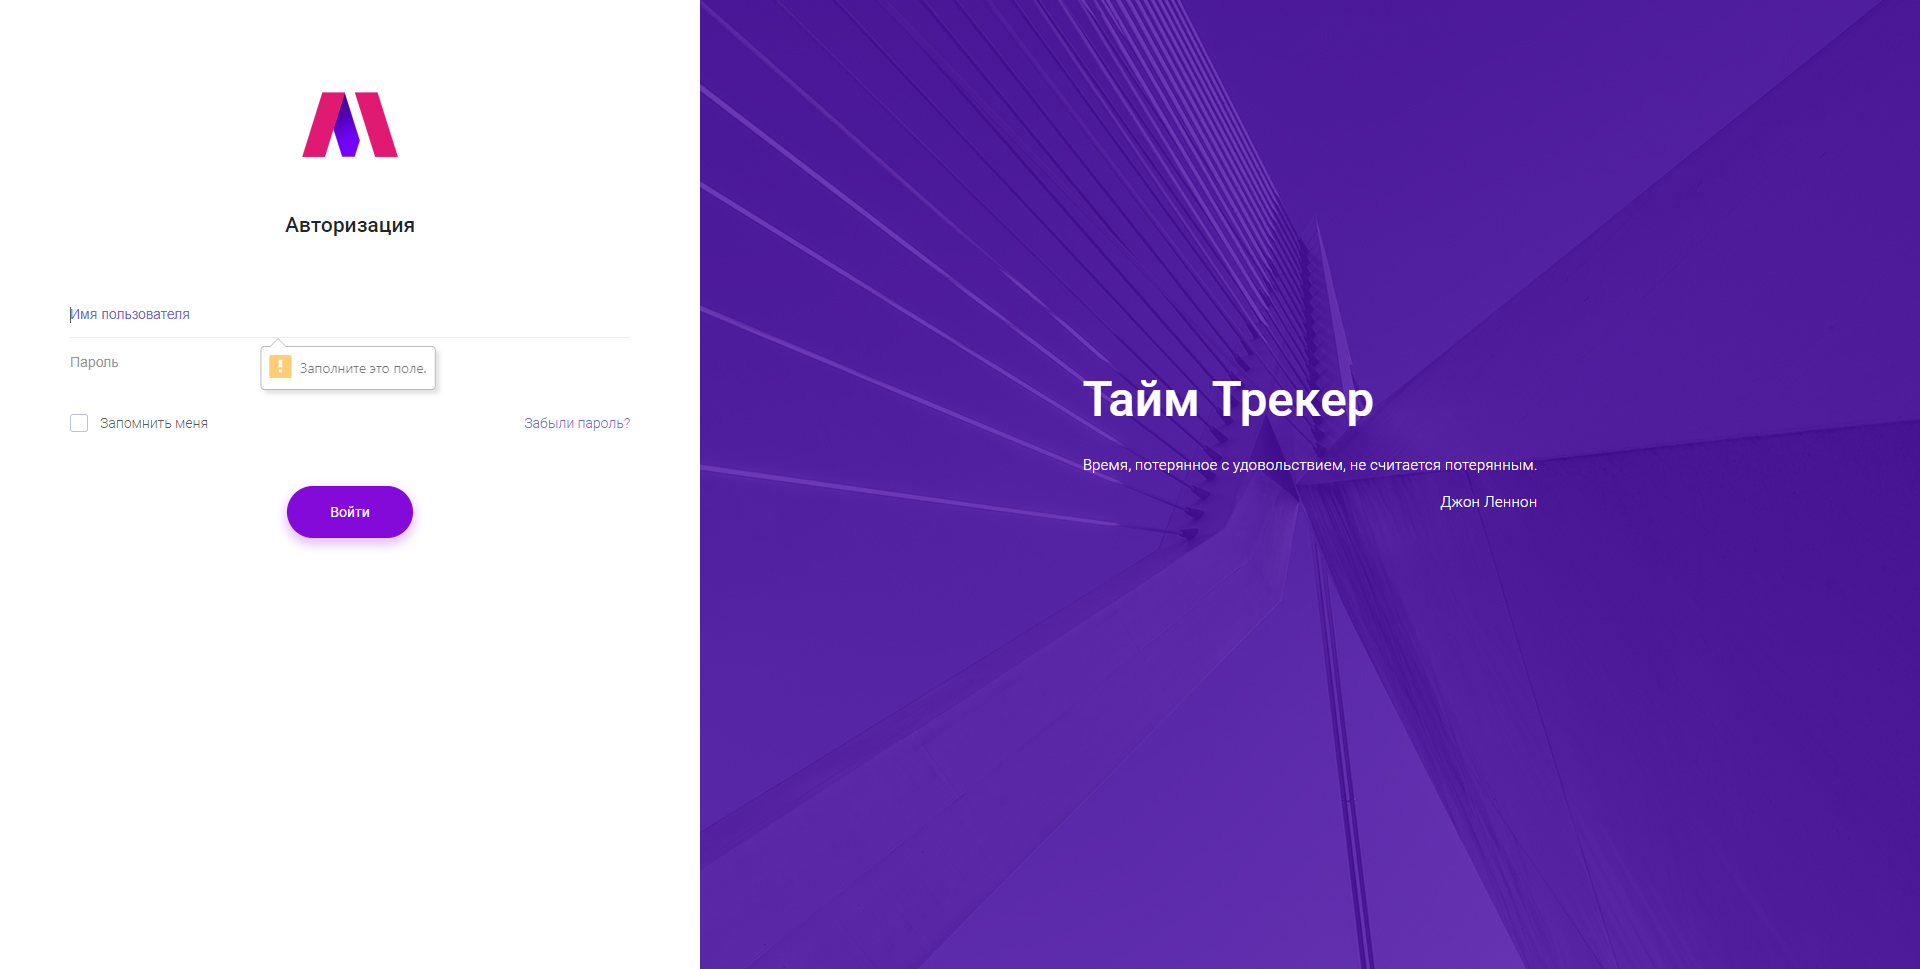 Авторизация
Имя пользователя
Пароль
Заполните это поле.
Запомнить меня
Забыли пароль?
Войти
Тайм Трекер
Время, потерянное с удовольствием, не считается потерянным.
Джон Леннон